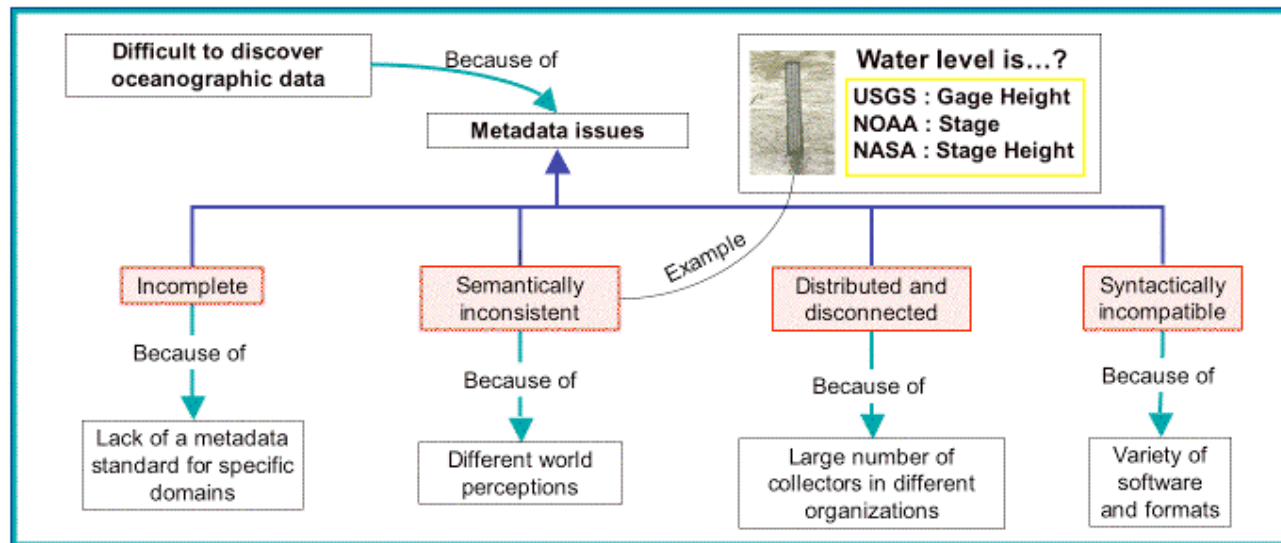 Difficult to discover
oceanographic data
Because of
Metadata issues
Water level is...?
USGS : Gage Height
NOAA : Stage
NASA : Stage Height
Example
Incomplete
Because of
Lack of a metadata
standard for specific
domains
Semantically
inconsistent
Because of
Different world
perceptions
Distributed and
disconnected
Because of
Large number of
collectors in different
organizations
Syntactically
incompatible
Because of
Variety of
software
and formats